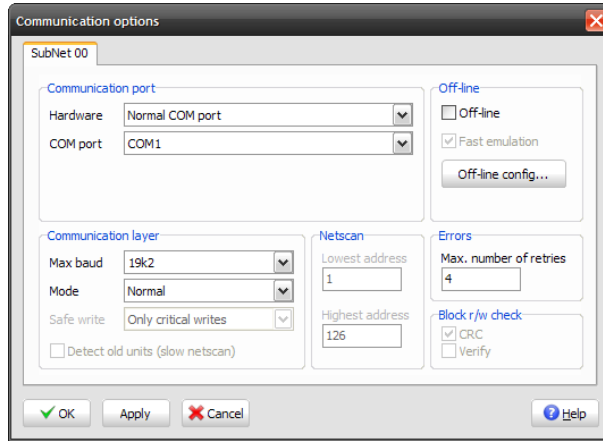 Communication options
SubNet 00
Communication port
Hardware Normal COM port
COM port COM1
Off-line
Off-line
Fast emulation
Off-line config...
Communication layer
Max baud 19k2
Mode Normal
Safe write Only critical writes
Detect old units (slow netscan)
Netscan
Lowest address
1
Highest address
126
Errors
Max. number of retries
4
Block r/w check
CRC
Verify
OK Apply Cancel Help